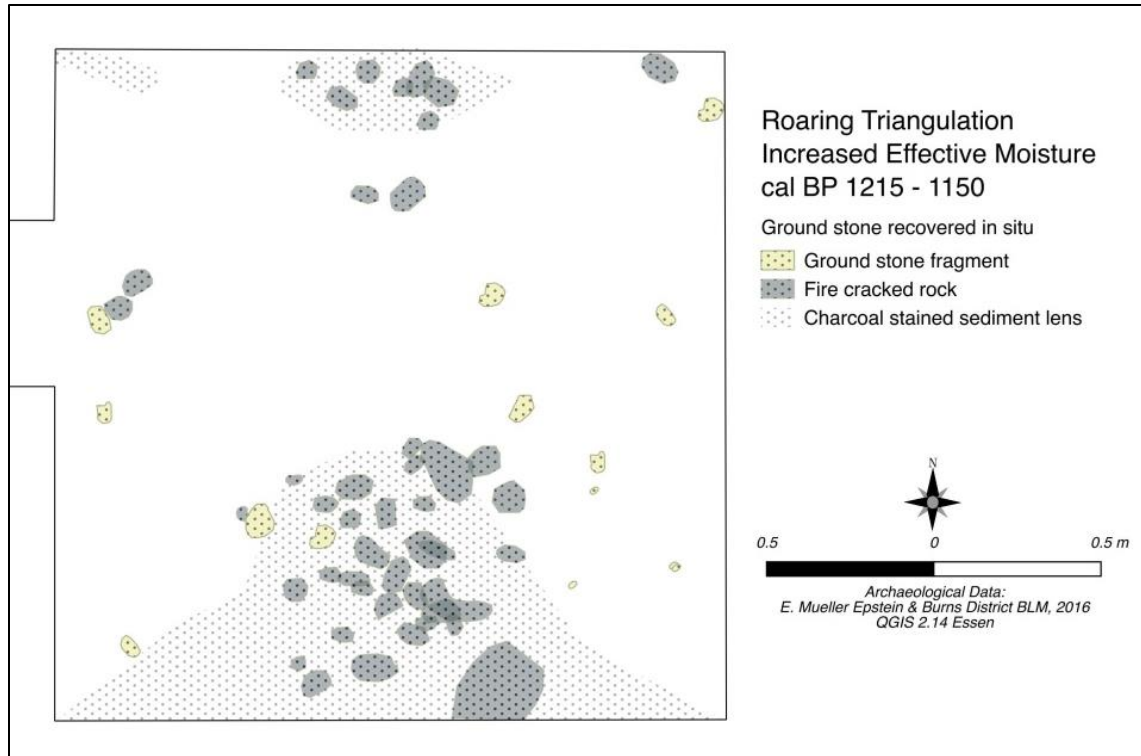 Roaring Triangulation
Increased Effective Moisture
cal BP 1215 - 1150
Ground stone recovered in situ
Ground stone fragment
Fire cracked rock
Charcoal stained sediment lens
N
0.5 0 0.5 m
Archaeological Data:
E. Mueller Epstein & Burns District BLM, 2016
QGIS 2.14 Essen